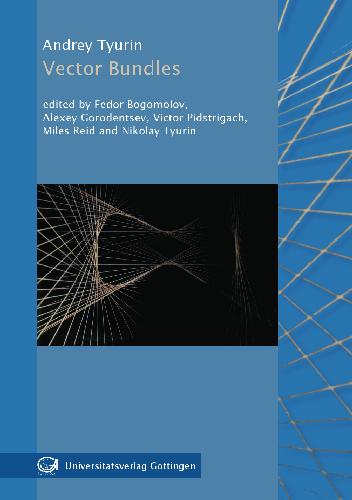 Andrey Tyurin
Vector Bundles
edited by Fedor Bogomolov,
Alexey Gorodentsev, Victor Pidstrigach,
Miles Reid and Nikolay Tyurin
Universitätsverlag Göttingen